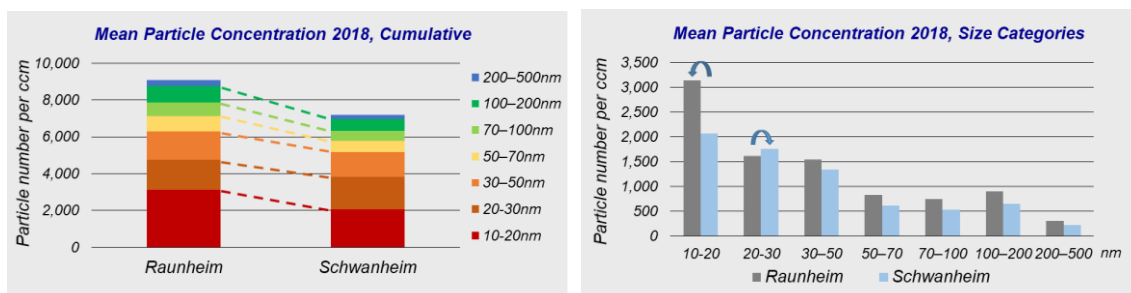 Mean Particle Concentration 2018, Cumulative
Particle number per ccm
10,000
8,000
6,000
4,000
2,000
0
Raunheim
Schwanheim
200–500nm
100–200nm
70–100nm
50–70nm
30–50nm
20-30nm
10-20nm
Mean Particle Concentration 2018, Size Categories
Particle number per ccm
3,500
3,000
2,500
2,000
1,500
1,000
500
0
10-20 20-30 30–50 50–70 70–100 100–200 200–500 nm
Raunheim Schwanheim